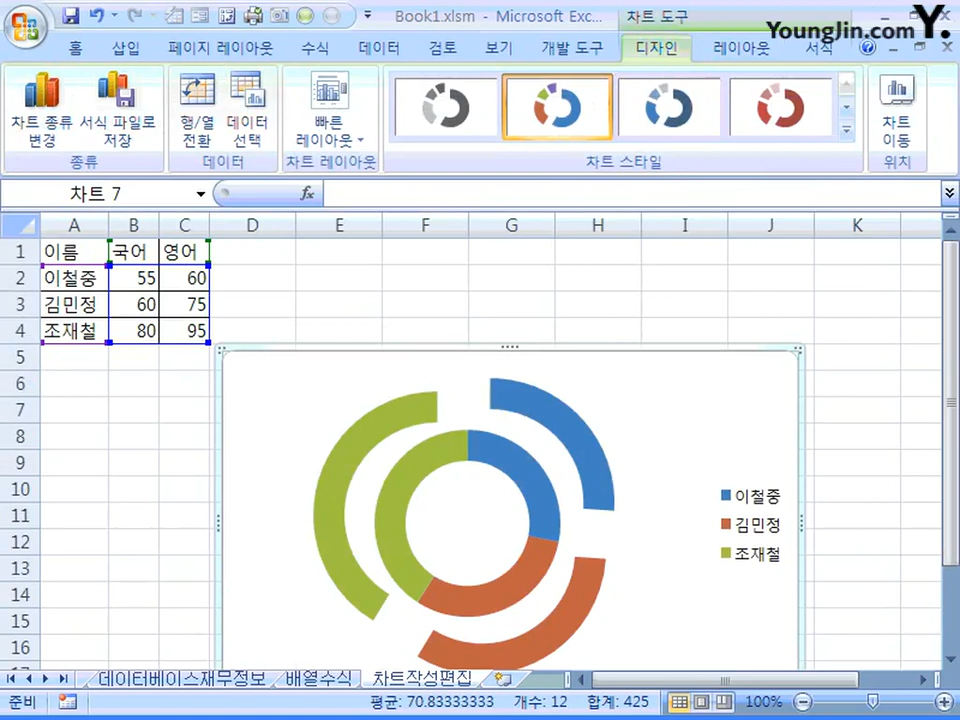 Book1.xlsm - Microsoft Exc...
차트 도구
YoungJin.com Y.
홈 삽입 페이지 레이아웃 수식 데이터 검토 보기 개발 도구 디자인 레이아웃 서식
차트 종류 변경
서식 파일로 저장
행/열 전환
데이터 선택
빠른 레이아웃
차트 이동
종류 데이터 차트 레이아웃 차트 스타일 위치
차트 7 fx
A B C D E F G H I J K
1 이름 국어 영어
2 이철중 55 60
3 김민정 60 75
4 조재철 80 95
5
6
7
8
9
10
11
12
13
14
15
16
이철중
김민정
조재철
데이터베이스재무정보 배열수식 차트작성편집
준비 평균: 70.83333333 개수: 12 합계: 425 100%